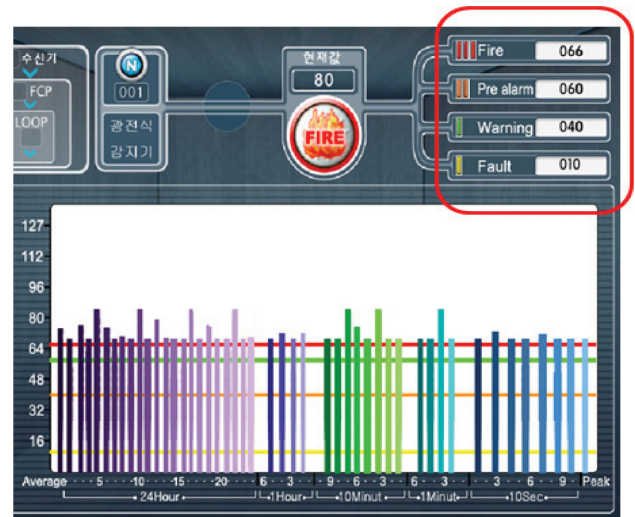 수신기
FCP
LOOP
N
001
광전식
감지기
현재값
80
FIRE
Fire 066
Pre alarm 060
Warning 040
Fault 010
127
112
96
80
64
48
32
16
Average 5 10 15 20 6 3 9 6 3 6 3 3 6 9 Peak
24Hour 1Hour 10Minut 1Minut 10Sec